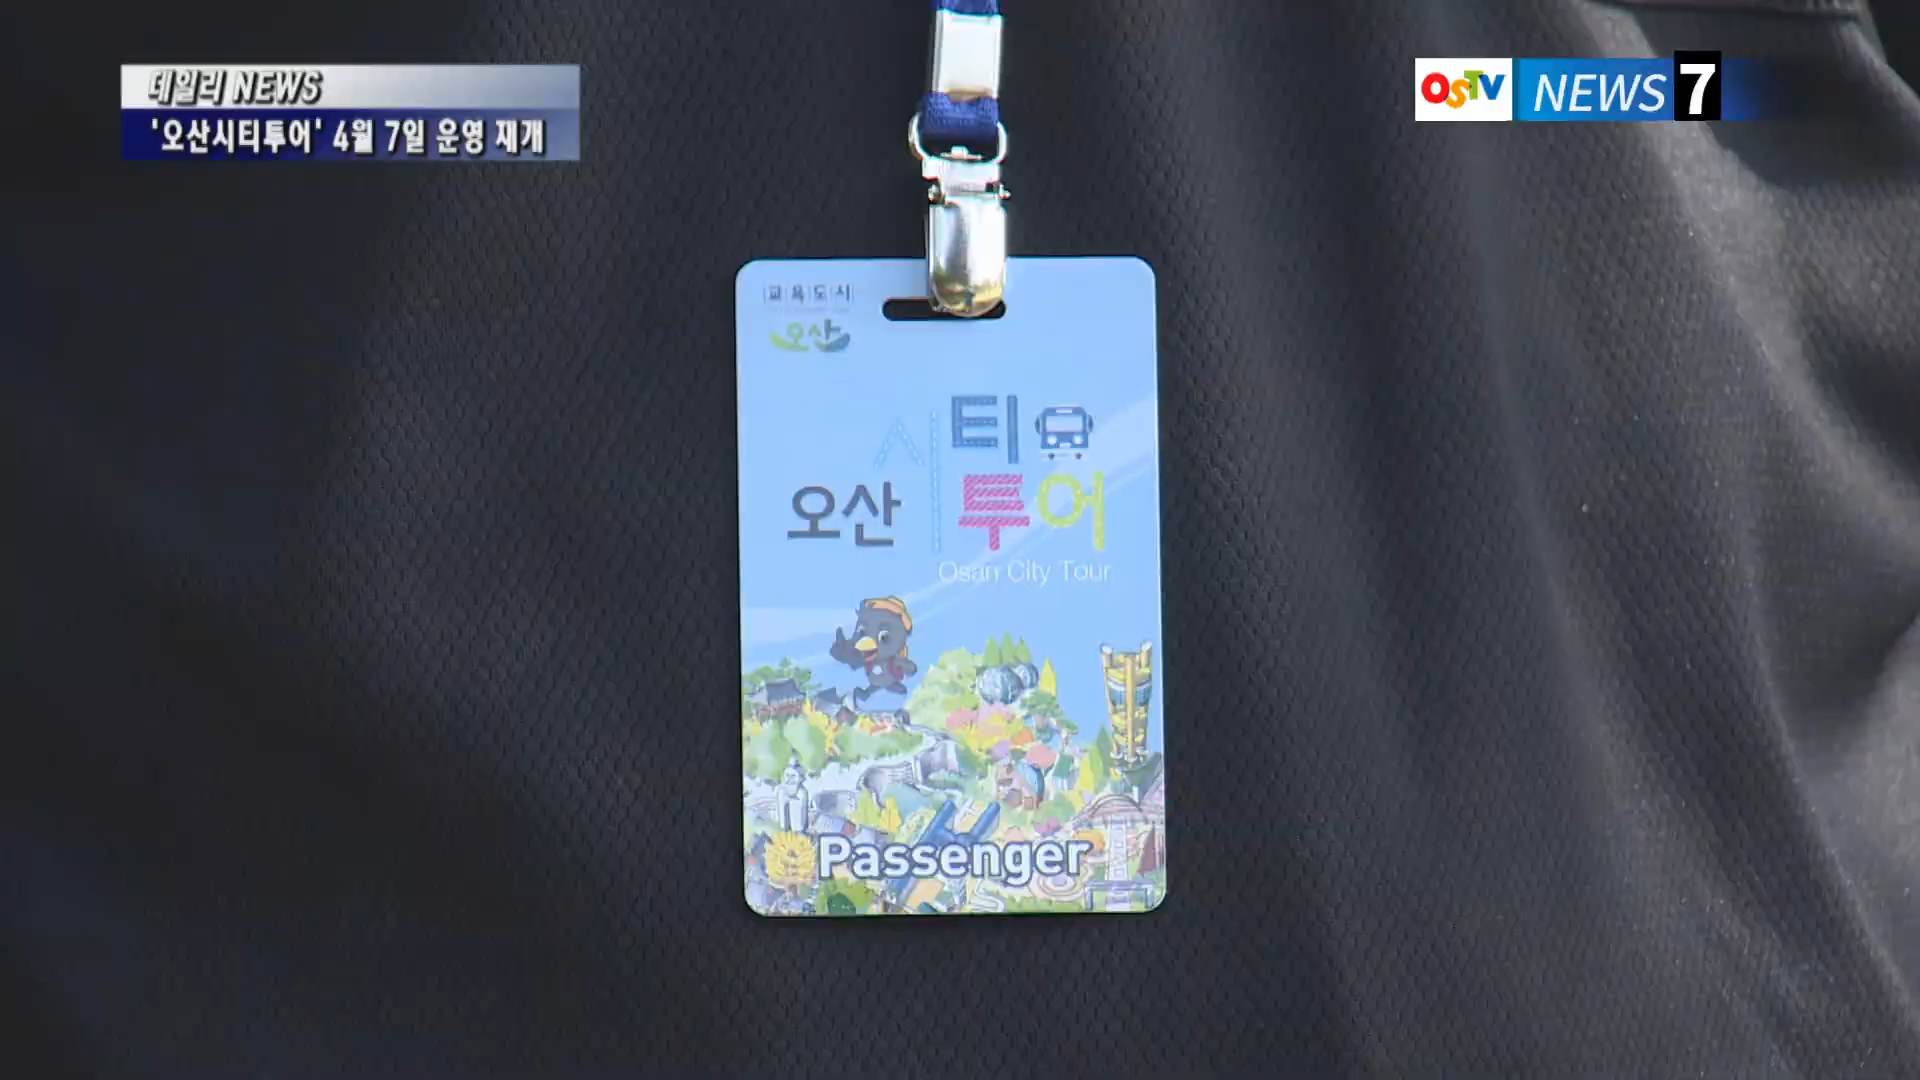 데일리 NEWS
'오산시티투어' 4월 7일 운영 재개
OSTV NEWS 7
교육도시
오산
오산 시티투어
Osan City Tour
Passenger